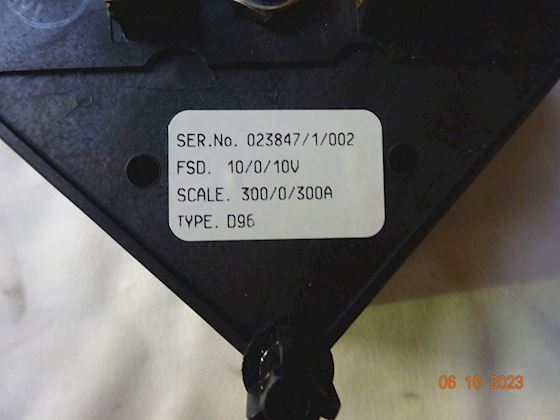 SER.No. 023847/1/002
FSD. 10/0/10V
SCALE. 300/0/300A
TYPE. D96
06 10 2023